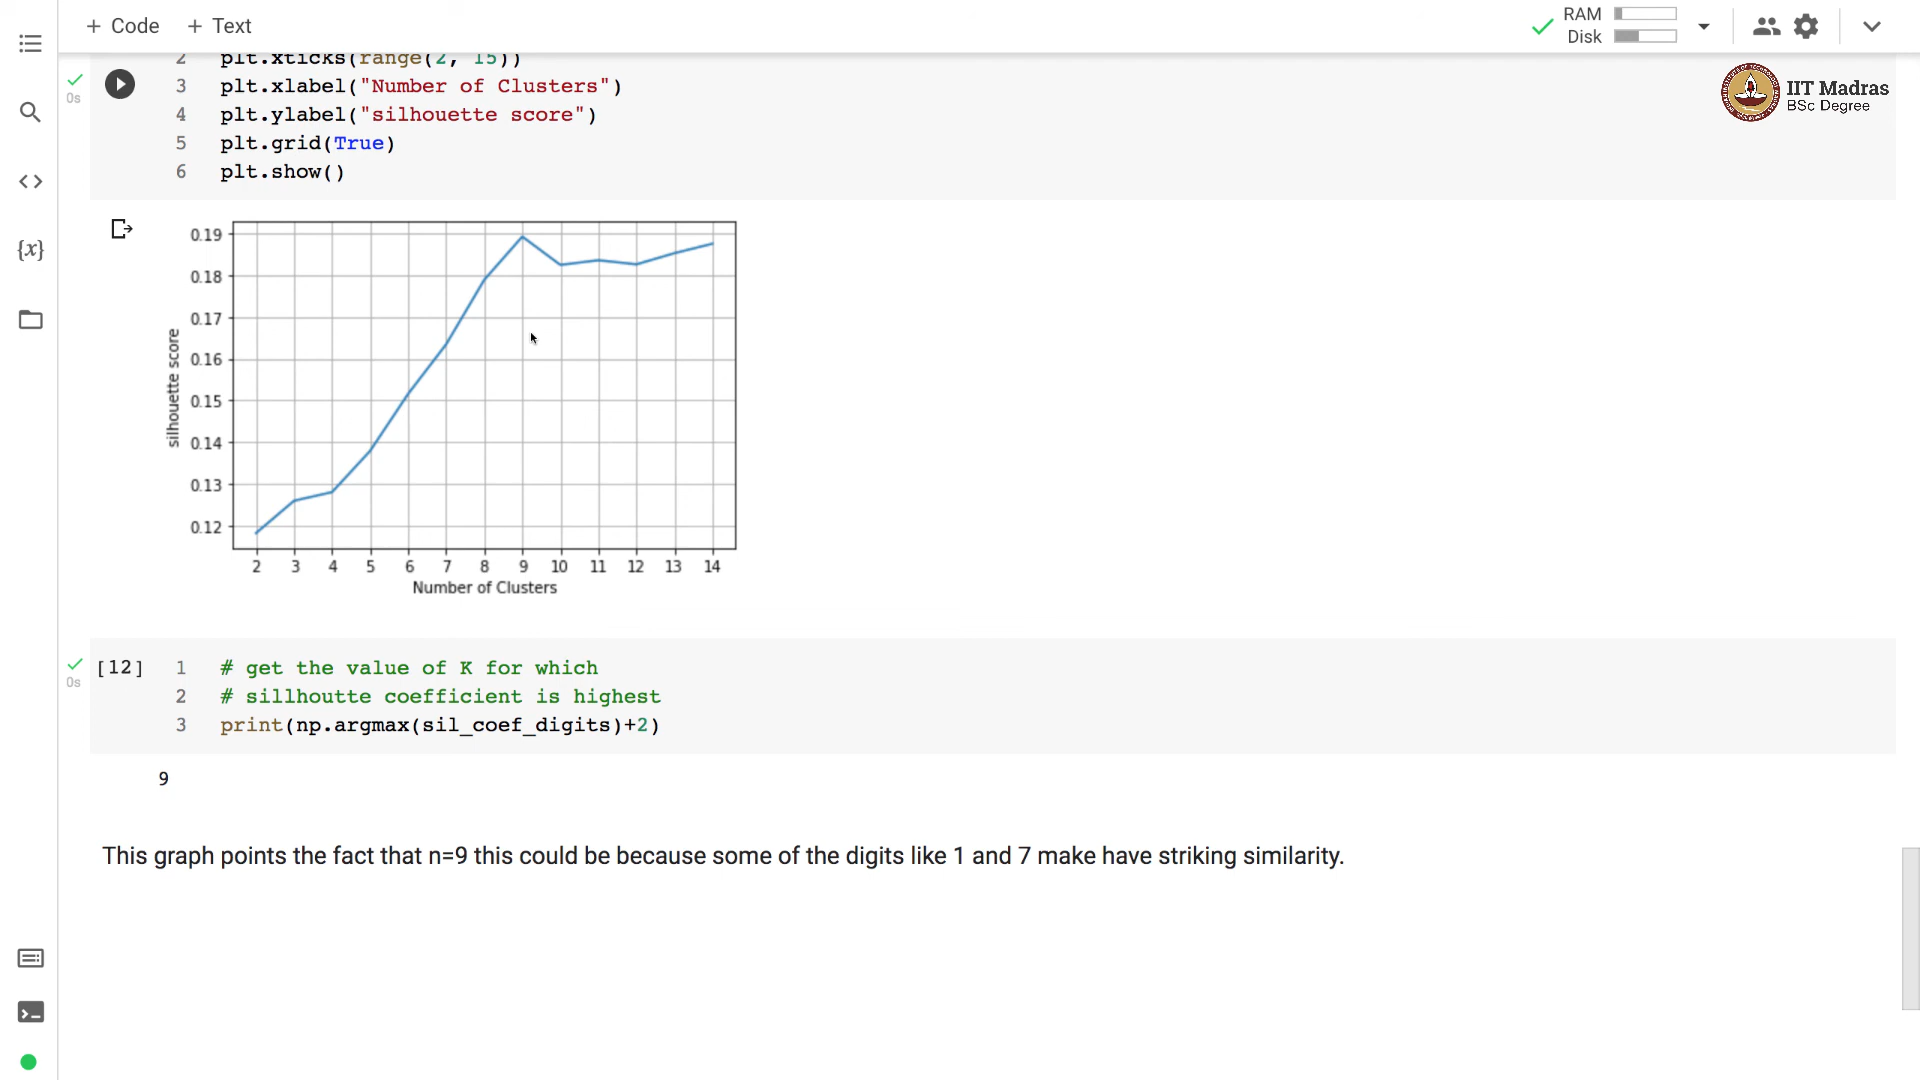 + Code + Text
RAM
Disk
IIT Madras
BSc Degree
2 plt.xticks(range(2, 15))
0s
3 plt.xlabel("Number of Clusters")
4 plt.ylabel("silhouette score")
5 plt.grid(True)
6 plt.show()
{x}
0.19
0.18
0.17
0.16
0.15
0.14
0.13
0.12
silhouette score
2 3 4 5 6 7 8 9 10 11 12 13 14
Number of Clusters
0s
[12] 1 # get the value of K for which
2 # sillhoutte coefficient is highest
3 print(np.argmax(sil_coef_digits)+2)
9
This graph points the fact that n=9 this could be because some of the digits like 1 and 7 make have striking similarity.